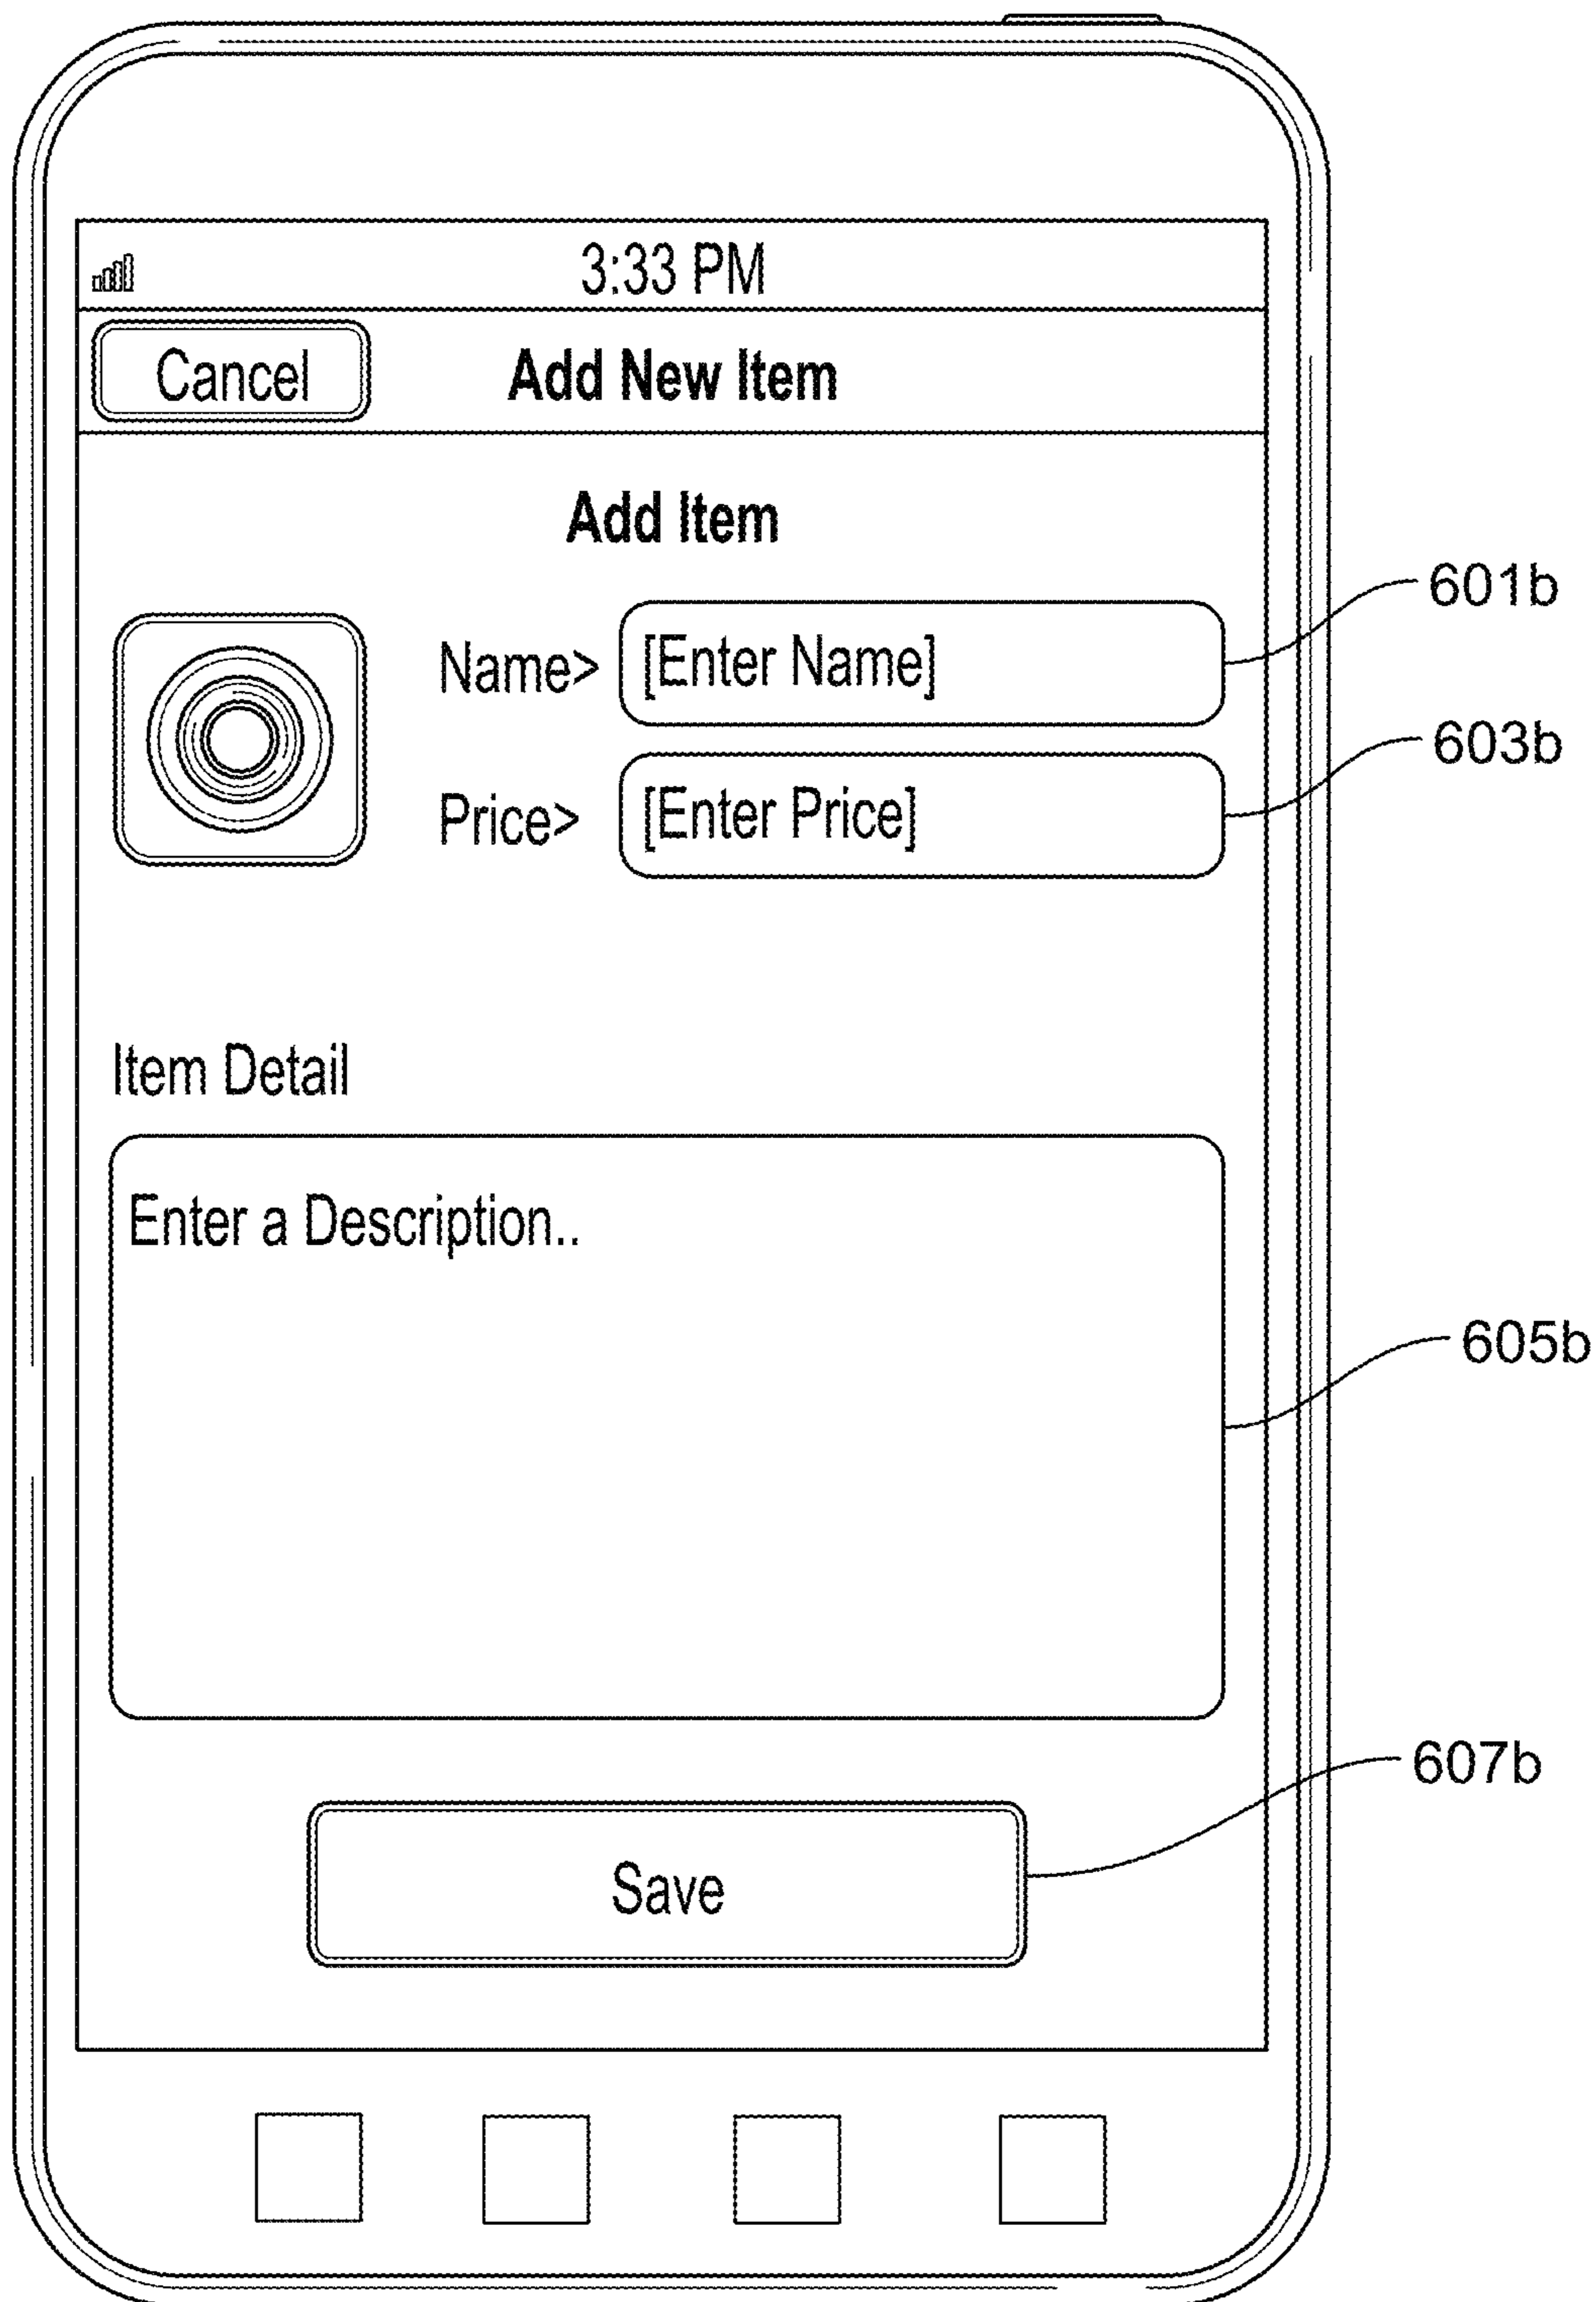 3:33 PM
Cancel Add New Item
Add Item
601b
Name> [Enter Name]
603b
Price> [Enter Price]
Item Detail
Enter a Description..
605b
607b
Save